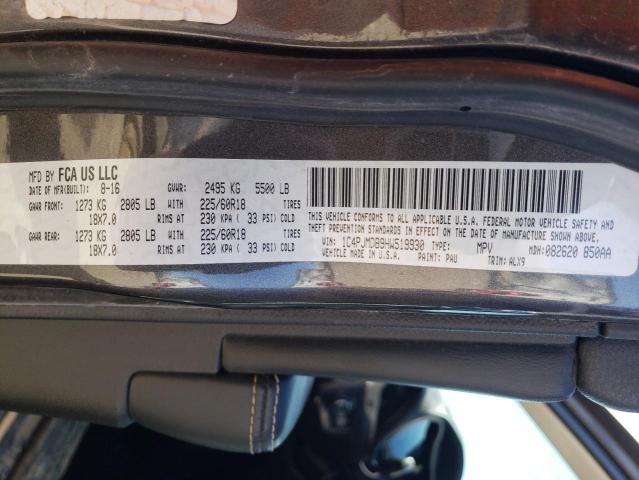 MFD BY FCA US LLC
DATE OF MFR(BUILT): 8-16 GVWR: 2495 KG 5500 LB
GAWR FRONT: 1273 KG 2805 LB WITH 225/60R18 TIRES
18X7.0 RIMS AT 230 KPA( 33 PSI) COLD
GAWR REAR: 1273 KG 2805 LB WITH 225/60R18 TIRES
18X7.0 RIMS AT 230 KPA( 33 PSI) COLD
THIS VEHICLE CONFORMS TO ALL APPLICABLE U.S.A. FEDERAL MOTOR VEHICLE SAFETY AND
THEFT PREVENTION STANDARDS IN EFFECT ON THE DATE OF MANUFACTURE SHOWN ABOVE.
VIN: 1C4PJMDB9HW519930 TYPE: MPV MDH: 082620 850AA
VEHICLE MADE IN U.S.A. PAINT: PAU TRIM: ALX9